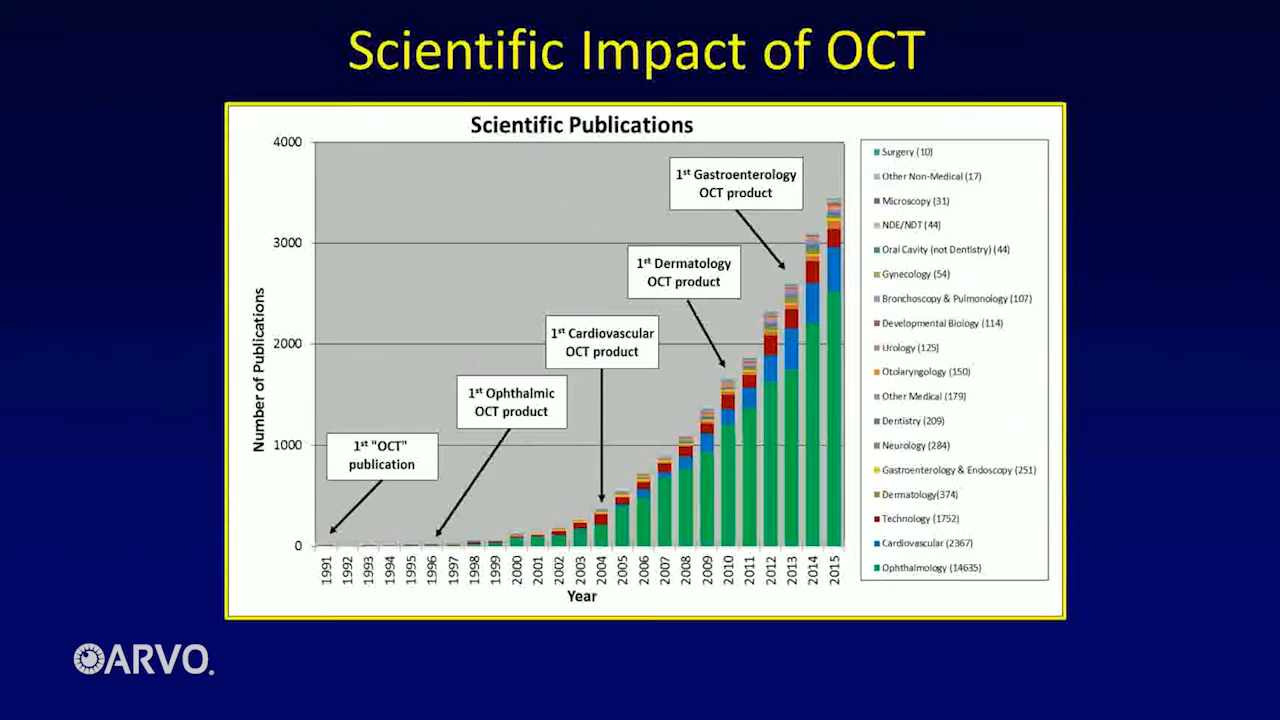 Scientific Impact of OCT
Scientific Publications
Number of Publications
4000
3000
2000
1000
0
1st "OCT"
publication
1st Ophthalmic
OCT product
1st Cardiovascular
OCT product
1st Dermatology
OCT product
1st Gastroenterology
OCT product
1991
1992
1993
1994
1995
1996
1997
1998
1999
2000
2001
2002
2003
2004
2005
2006
2007
2008
2009
2010
2011
2012
2013
2014
2015
Year
Surgery (10)
Other Non-Medical (17)
Microscopy (31)
NDE/NDT (44)
Oral Cavity (not Dentistry) (44)
Gynecology (54)
Bronchoscopy & Pulmonology (107)
Developmental Biology (114)
Urology (125)
Otolaryngology (150)
Other Medical (179)
Dentistry (209)
Neurology (284)
Gastroenterology & Endoscopy (251)
Dermatology(374)
Technology (1752)
Cardiovascular (2367)
Ophthalmology (14635)
ARVO.